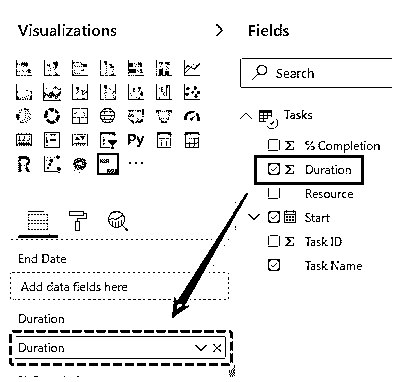 Visualizations
Fields
Search
Tasks
% Completion
Duration
Resource
Start
Task ID
Task Name
Py
R
End Date
Add data fields here
Duration
Duration